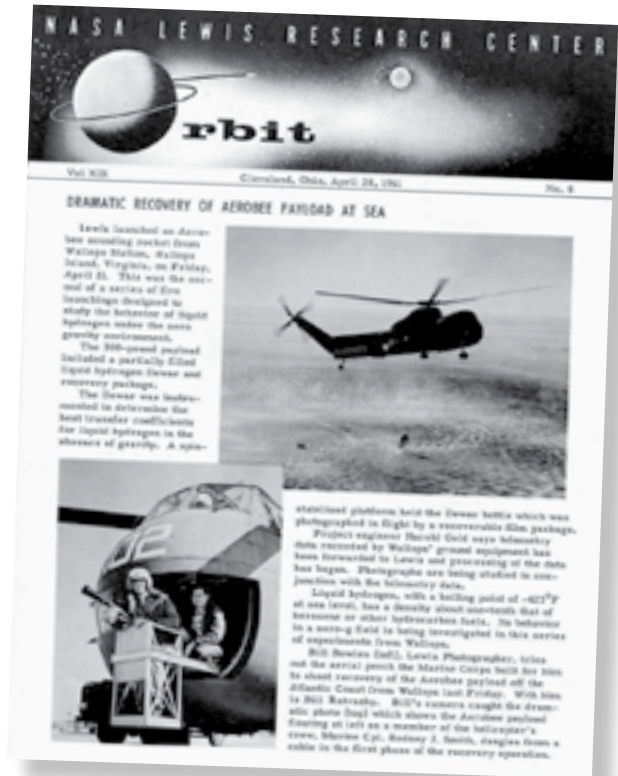 NASA LEWIS RESEARCH CENTER
Orbit
Vol XIX Cleveland, Ohio, April 28, 1961 No. 8
DRAMATIC RECOVERY OF AEROBEE PAYLOAD AT SEA
Lewis launched an Aero-
bee sounding rocket from
Wallops Station, Wallops
Island, Virginia, on Friday,
April 21. This was the sec-
ond of a series of five
launchings designed to
study the behavior of liquid
hydrogen under the zero
gravity environment.
The 300-pound payload
included a partially filled
liquid hydrogen Dewar and
recovery package.
The Dewar was instru-
mented to determine the
heat transfer coefficients
for liquid hydrogen in the
absence of gravity. A spin-
02
stabilized platform held the Dewar bottle which was
photographed in flight by a recoverable film package.
Project engineer Harold Gold says telemetry
data recorded by Wallops' ground equipment has
been forwarded to Lewis and processing of the data
has begun. Photographs are being studied in con-
junction with the telemetry data.
Liquid hydrogen, with a boiling point of -423°F
at sea level, has a density about one-tenth that of
kerosene or other hydrocarbon fuels. Its behavior
in a zero-g field is being investigated in this series
of experiments from Wallops.
Bill Bowles (left), Lewis Photographer, tries
out the aerial perch the Marine Corps built for him
to shoot recovery of the Aerobee payload off the
Atlantic Coast from Wallops last Friday. With him
is Bill. Bill's camera caught the dram-
atic photo (top) which shows the Aerobee payload
floating at left as a member of the helicopter's
crew, Marine Cpl. Rodney J. Smith, dangles from a
cable in the first phase of the recovery operation.